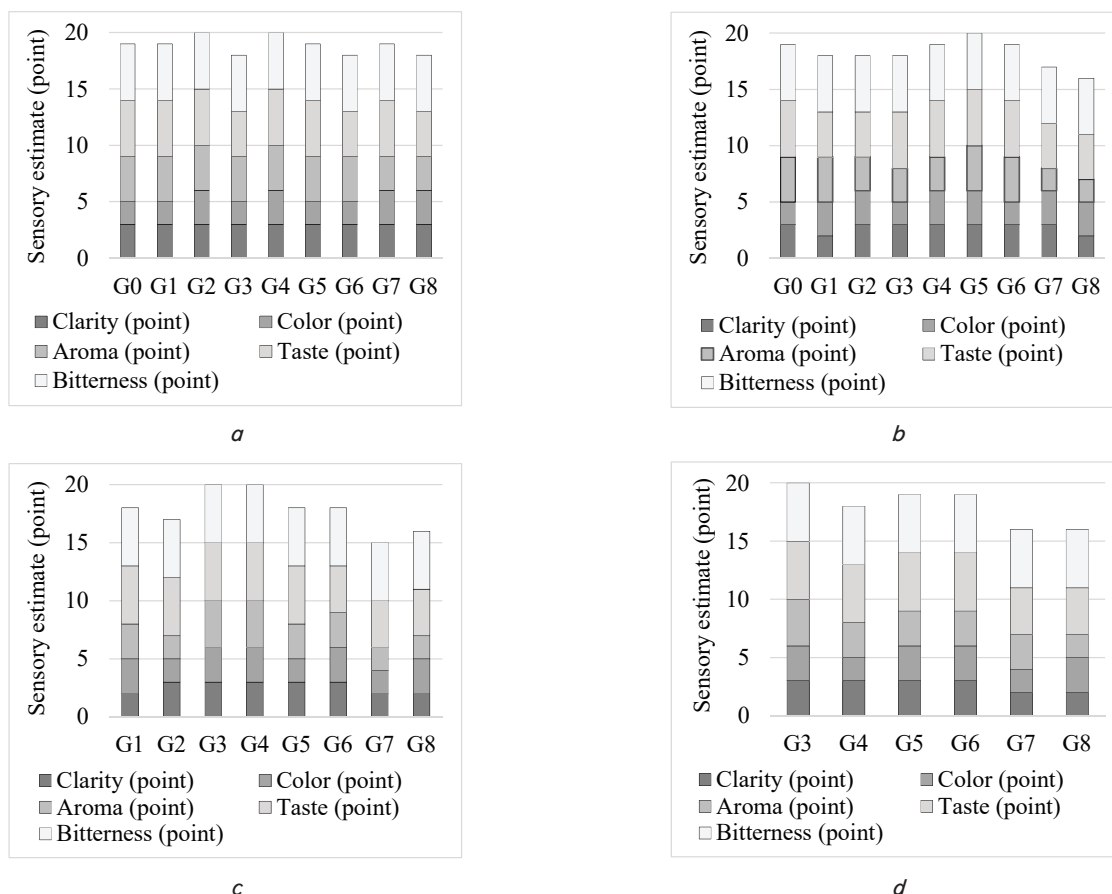 Sensory estimate (point)
20
15
10
5
0
G0 G1 G2 G3 G4 G5 G6 G7 G8
Clarity (point) Color (point)
Aroma (point) Taste (point)
Bitterness (point)
a
Sensory estimate (point)
20
15
10
5
0
G0 G1 G2 G3 G4 G5 G6 G7 G8
Clarity (point) Color (point)
Aroma (point) Taste (point)
Bitterness (point)
b
Sensory estimate (point)
20
15
10
5
0
G1 G2 G3 G4 G5 G6 G7 G8
Clarity (point) Color (point)
Aroma (point) Taste (point)
Bitterness (point)
c
Sensory estimate (point)
20
15
10
5
0
G3 G4 G5 G6 G7 G8
Clarity (point) Color (point)
Aroma (point) Taste (point)
Bitterness (point)
d